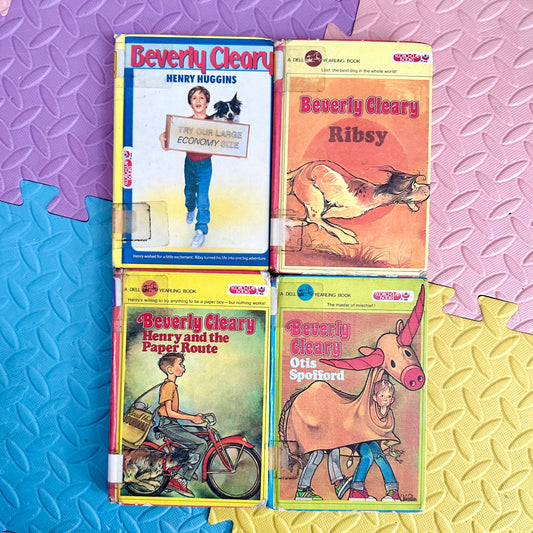 Beverly Cleary
HENRY HUGGINS
TRY OUR LARGE
ECONOMY SIZE
Henry wished for a little excitement. Ribsy turned his life into one big adventure.
A DELL YEARLING BOOK
Lost: the best dog in the whole world!
Beverly Cleary
Ribsy
A DELL YEARLING BOOK
Henry's willing to try anything to be a paper boy—but nothing works!
Beverly Cleary
Henry and the
Paper Route
A DELL YEARLING BOOK
The master of mischief!
Beverly
Cleary
Otis
Spofford